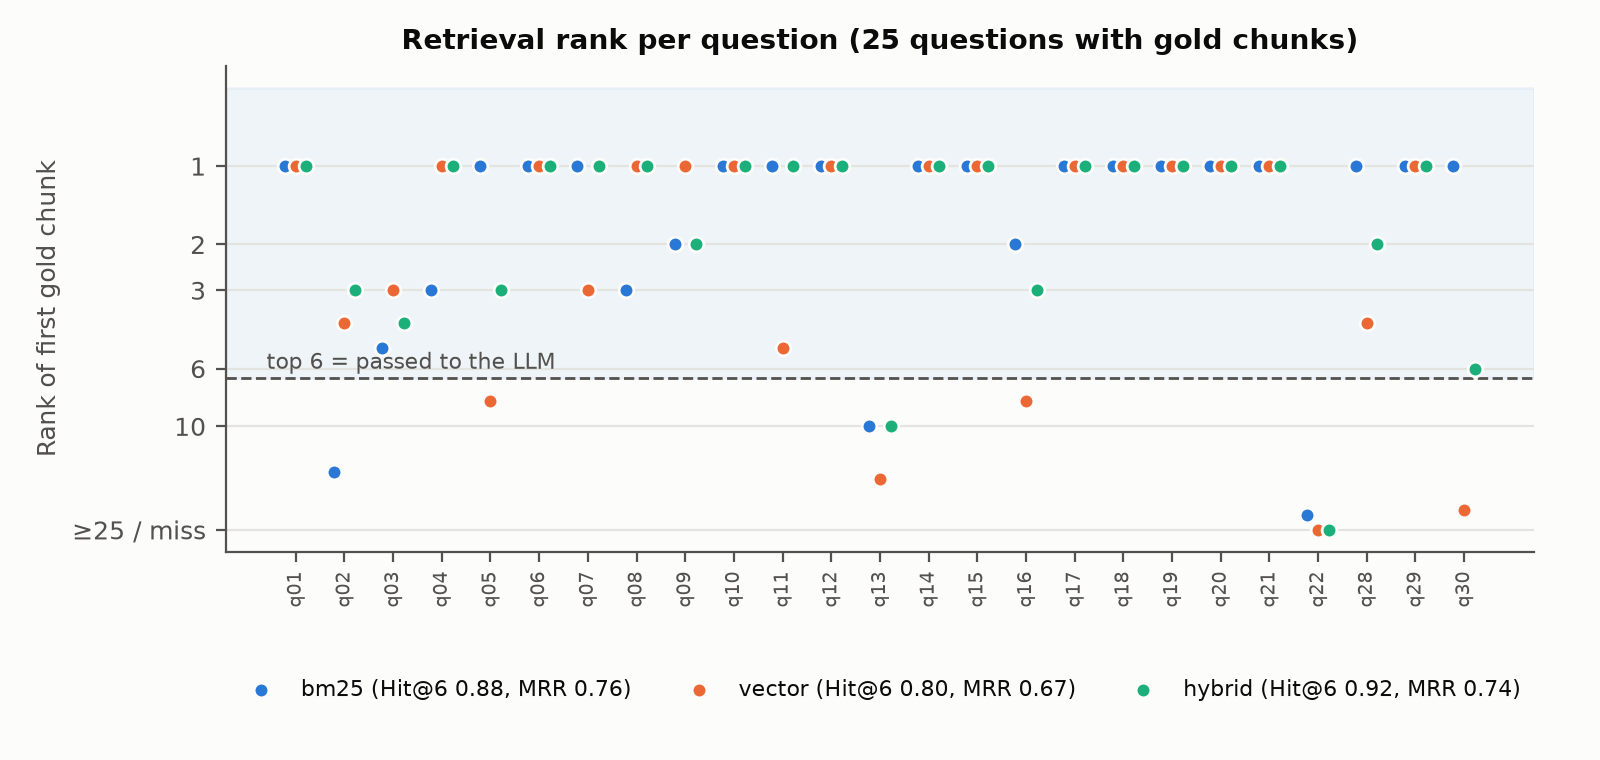 Retrieval rank per question (25 questions with gold chunks)
Rank of first gold chunk
1
2
3
6
10
≥25 / miss
top 6 = passed to the LLM
q01 q02 q03 q04 q05 q06 q07 q08 q09 q10 q11 q12 q13 q14 q15 q16 q17 q18 q19 q20 q21 q22 q28 q29 q30
bm25 (Hit@6 0.88, MRR 0.76) vector (Hit@6 0.80, MRR 0.67) hybrid (Hit@6 0.92, MRR 0.74)